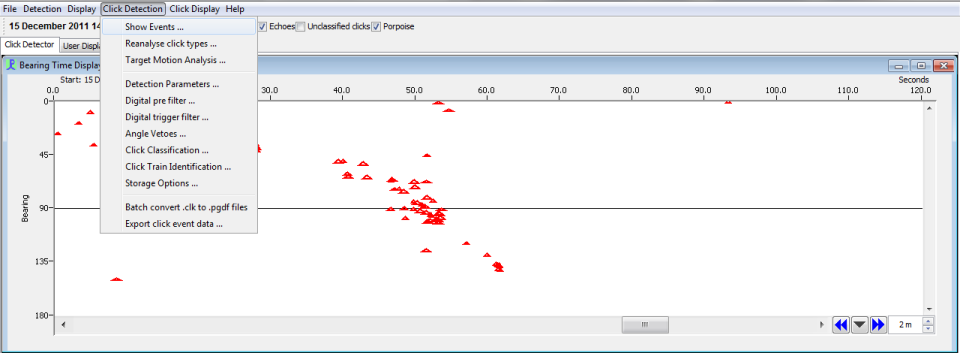 File Detection Display Click Detection Click Display Help
15 December 2011 14
Echoes Unclassified clicks Porpoise
Click Detector User Displ
Show Events ...
Reanalyse click types ...
Target Motion Analysis ...
Detection Parameters ...
Digital pre filter ...
Digital trigger filter ...
Angle Vetoes ...
Click Classification ...
Click Train Identification ...
Storage Options ...
Batch convert .clk to .pgdf files
Export click event data ...
Bearing Time Display
Start: 15 D
Seconds
0.0 30.0 40.0 50.0 60.0 70.0 80.0 90.0 100.0 110.0 120.0
0
45
90
135
180
Bearing
2 m